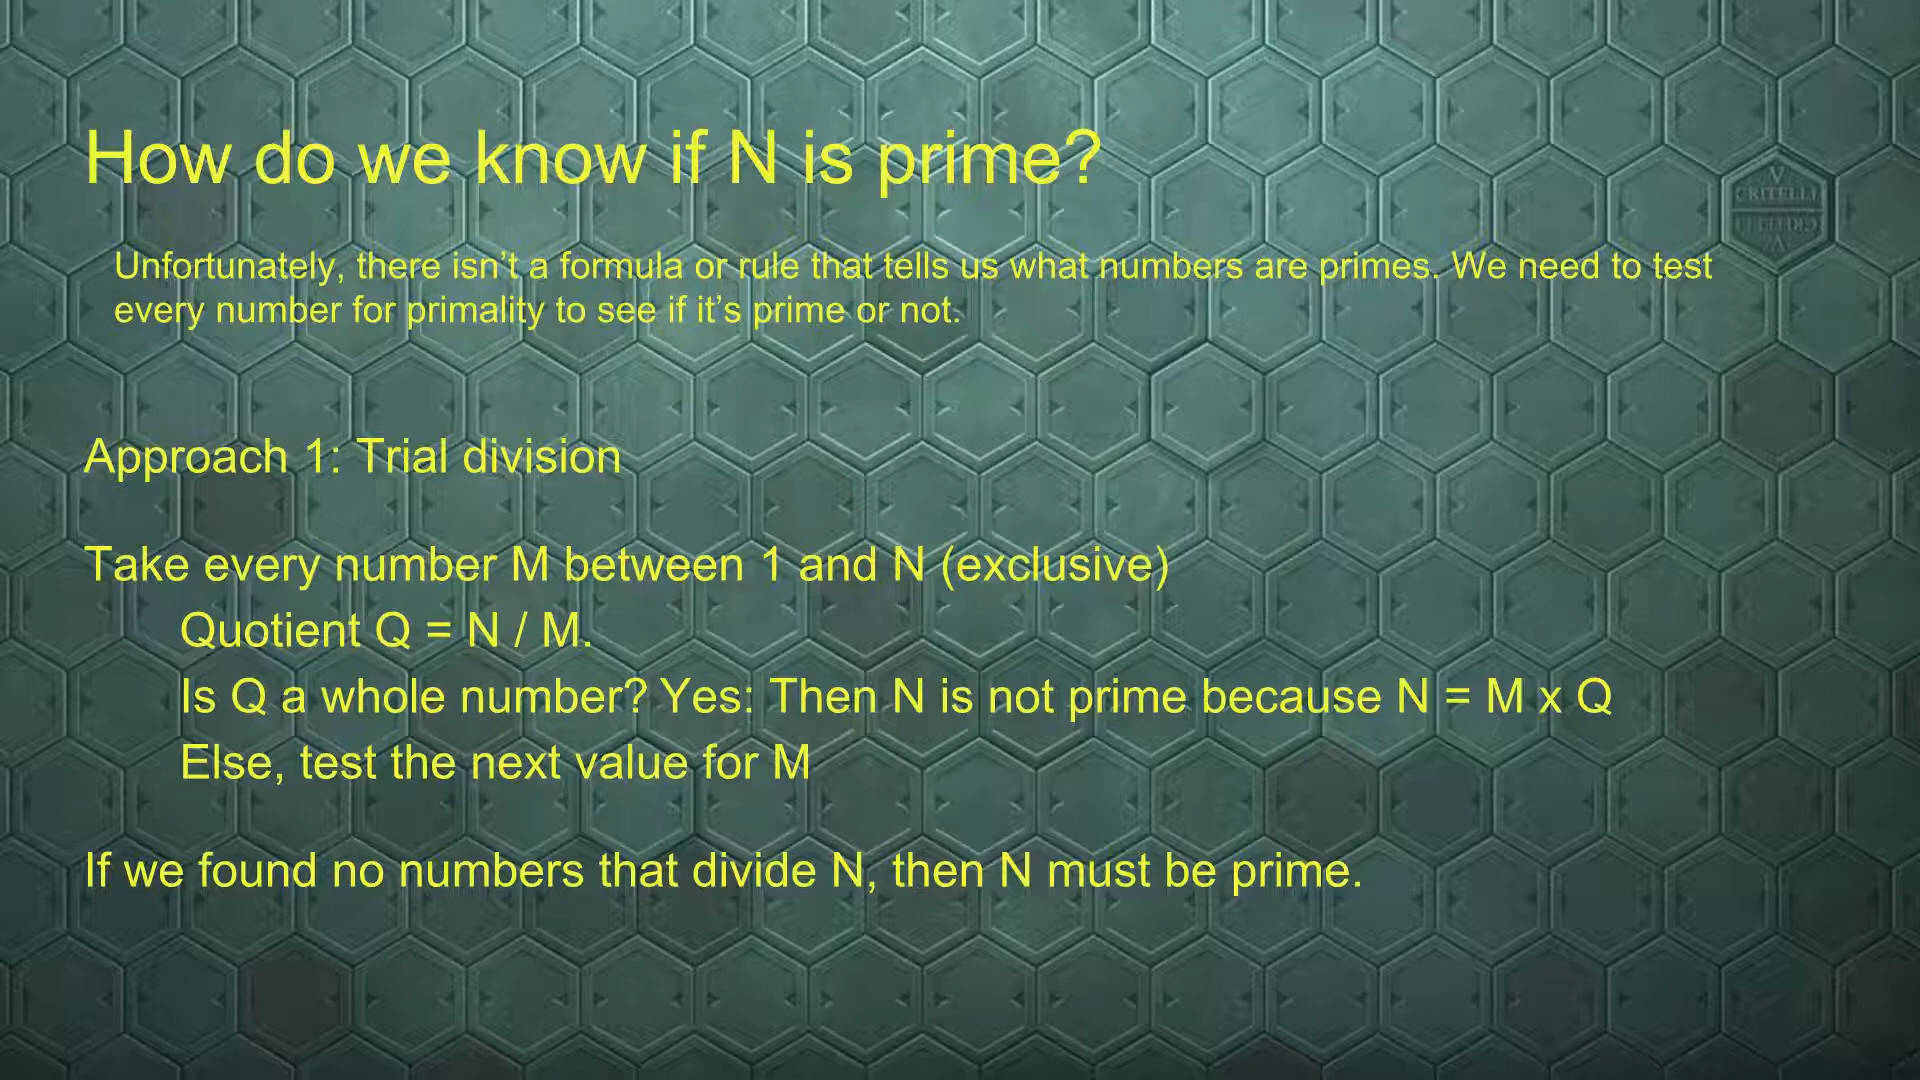 How do we know if N is prime?
V
CRITELLI
Unfortunately, there isn’t a formula or rule that tells us what numbers are primes. We need to test
every number for primality to see if it’s prime or not.
Approach 1: Trial division
Take every number M between 1 and N (exclusive)
Quotient Q = N / M.
Is Q a whole number? Yes: Then N is not prime because N = M x Q
Else, test the next value for M
If we found no numbers that divide N, then N must be prime.